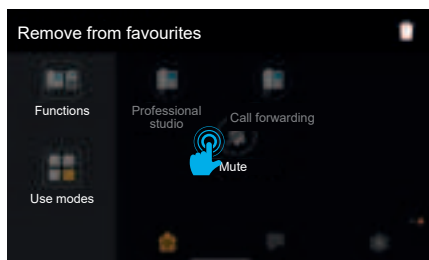 Remove from favourites
Functions
Professional
studio
Call forwarding
Mute
Use modes